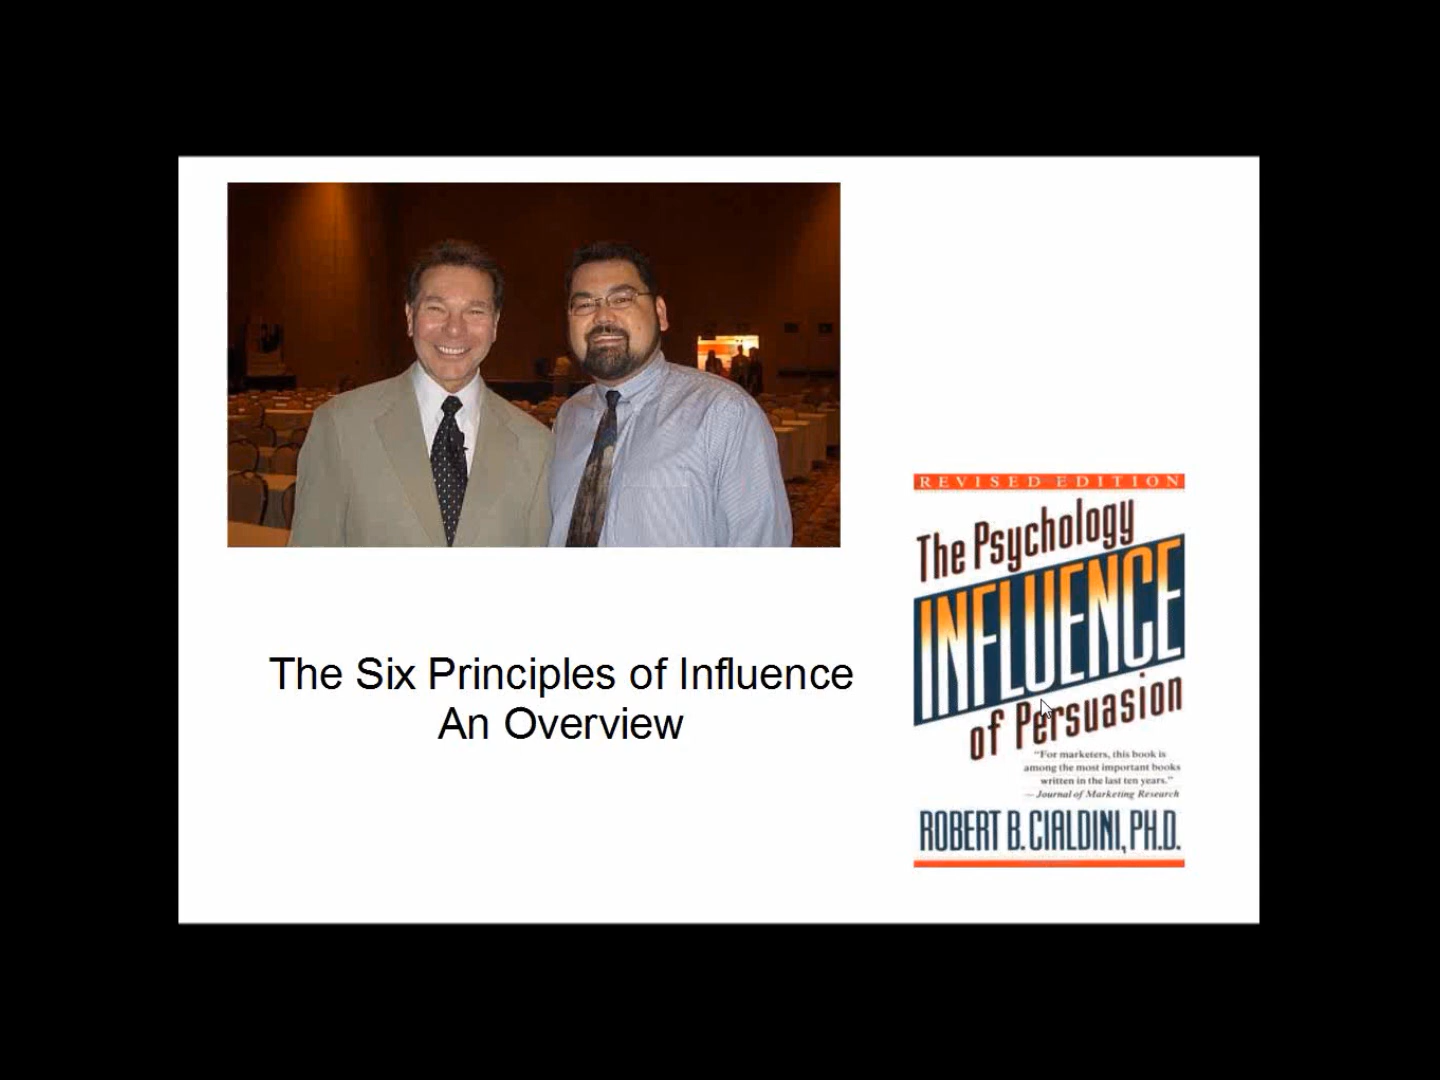 The Six Principles of Influence
An Overview
REVISED EDITION
The Psychology
INFLUENCE
of Persuasion
"For marketers, this book is
among the most important books
written in the last ten years."
— Journal of Marketing Research
ROBERT B. CIALDINI, PH.D.